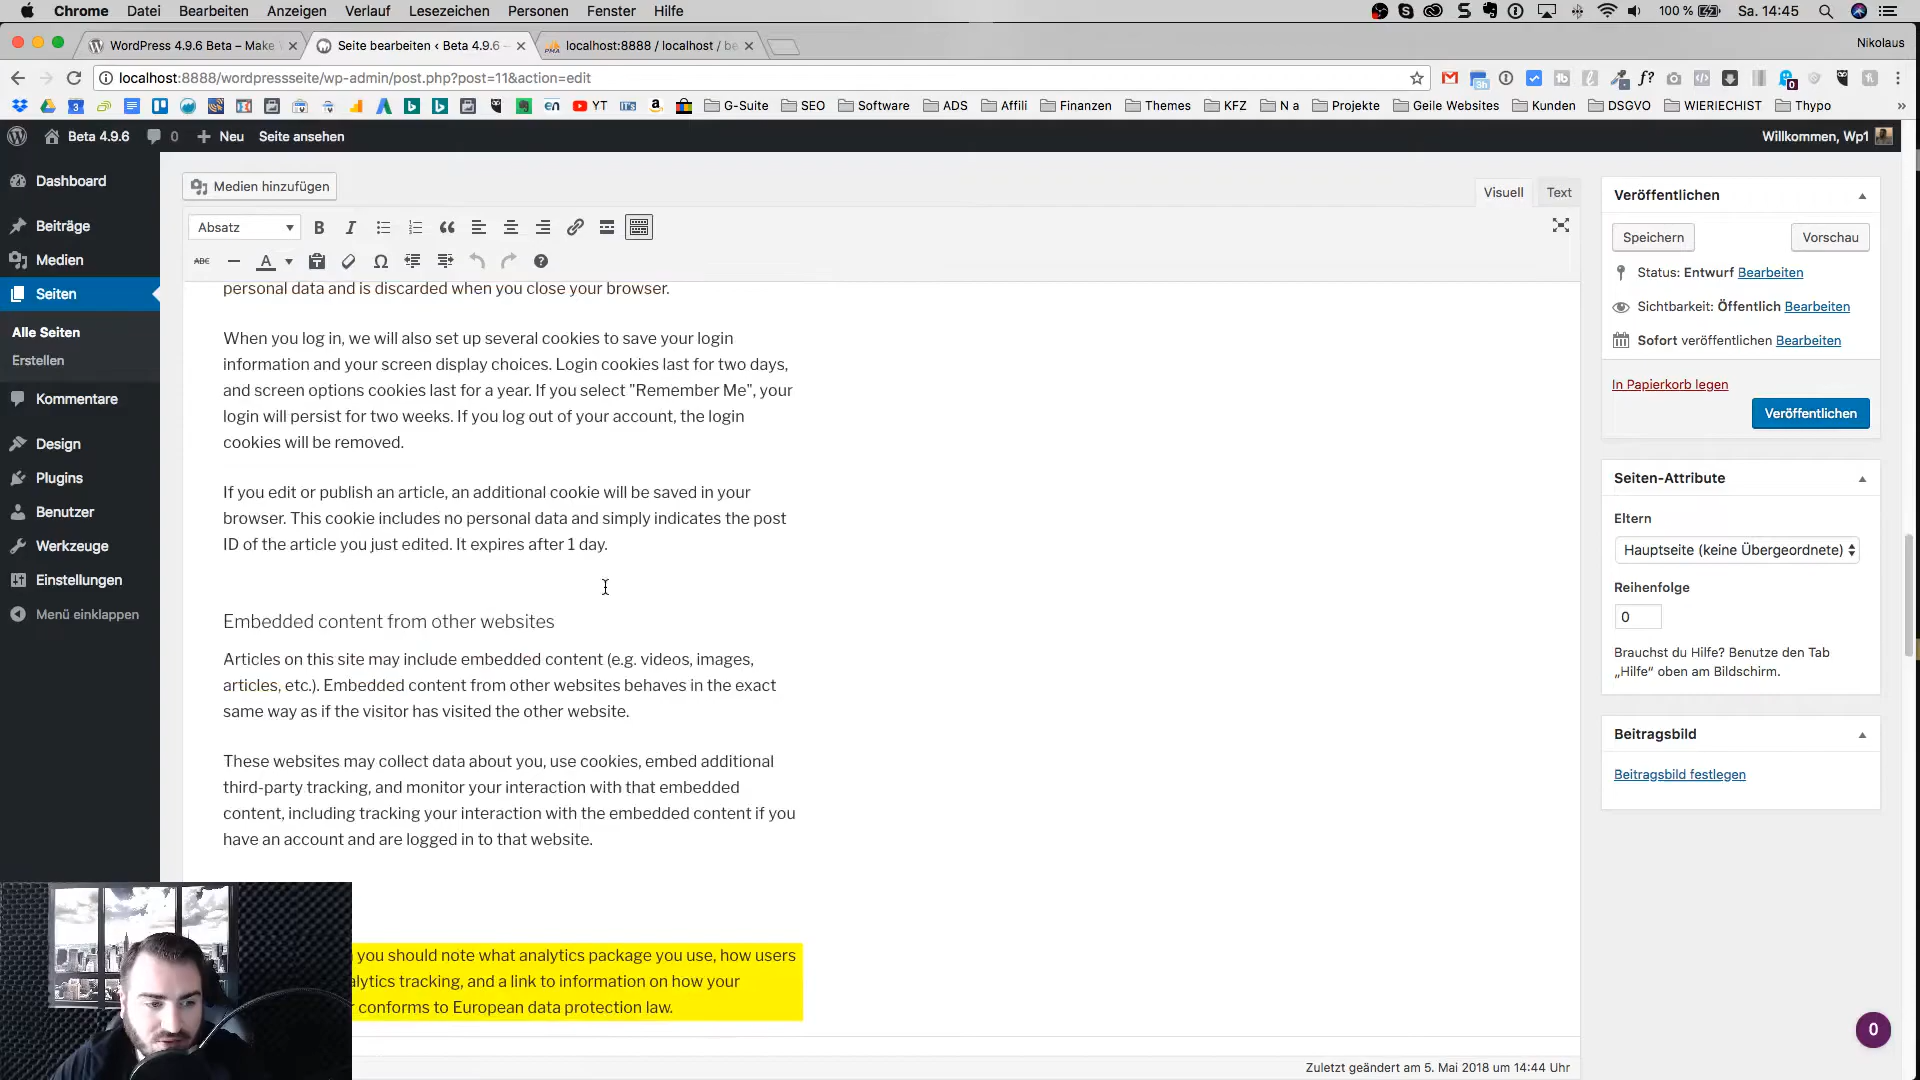 Chrome Datei Bearbeiten Anzeigen Verlauf Lesezeichen Personen Fenster Hilfe 100 % Sa. 14:45
WordPress 4.9.6 Beta – Make
Seite bearbeiten ‹ Beta 4.9.6 –
localhost:8888 / localhost / be
Nikolaus
localhost:8888/wordpressseite/wp-admin/post.php?post=11&action=edit
YT G-Suite SEO Software ADS Affili Finanzen Themes KFZ N a Projekte Geile Websites Kunden DSGVO WIERIECHIST Thypo
Beta 4.9.6 0 Neu Seite ansehen
Willkommen, Wp1
Dashboard
Beiträge
Medien
Seiten
Alle Seiten
Erstellen
Kommentare
Design
Plugins
Benutzer
Werkzeuge
Einstellungen
Menü einklappen
Medien hinzufügen
Visuell Text
Absatz
personal data and is discarded when you close your browser.
When you log in, we will also set up several cookies to save your login
information and your screen display choices. Login cookies last for two days,
and screen options cookies last for a year. If you select "Remember Me", your
login will persist for two weeks. If you log out of your account, the login
cookies will be removed.
If you edit or publish an article, an additional cookie will be saved in your
browser. This cookie includes no personal data and simply indicates the post
ID of the article you just edited. It expires after 1 day.
Embedded content from other websites
Articles on this site may include embedded content (e.g. videos, images,
articles, etc.). Embedded content from other websites behaves in the exact
same way as if the visitor has visited the other website.
These websites may collect data about you, use cookies, embed additional
third-party tracking, and monitor your interaction with that embedded
content, including tracking your interaction with the embedded content if you
have an account and are logged in to that website.
you should note what analytics package you use, how users
alytics tracking, and a link to information on how your
conforms to European data protection law.
Zuletzt geändert am 5. Mai 2018 um 14:44 Uhr
Veröffentlichen
Speichern
Vorschau
Status: Entwurf Bearbeiten
Sichtbarkeit: Öffentlich Bearbeiten
Sofort veröffentlichen Bearbeiten
In Papierkorb legen
Veröffentlichen
Seiten-Attribute
Eltern
Hauptseite (keine Übergeordnete)
Reihenfolge
0
Brauchst du Hilfe? Benutze den Tab
„Hilfe“ oben am Bildschirm.
Beitragsbild
Beitragsbild festlegen
0